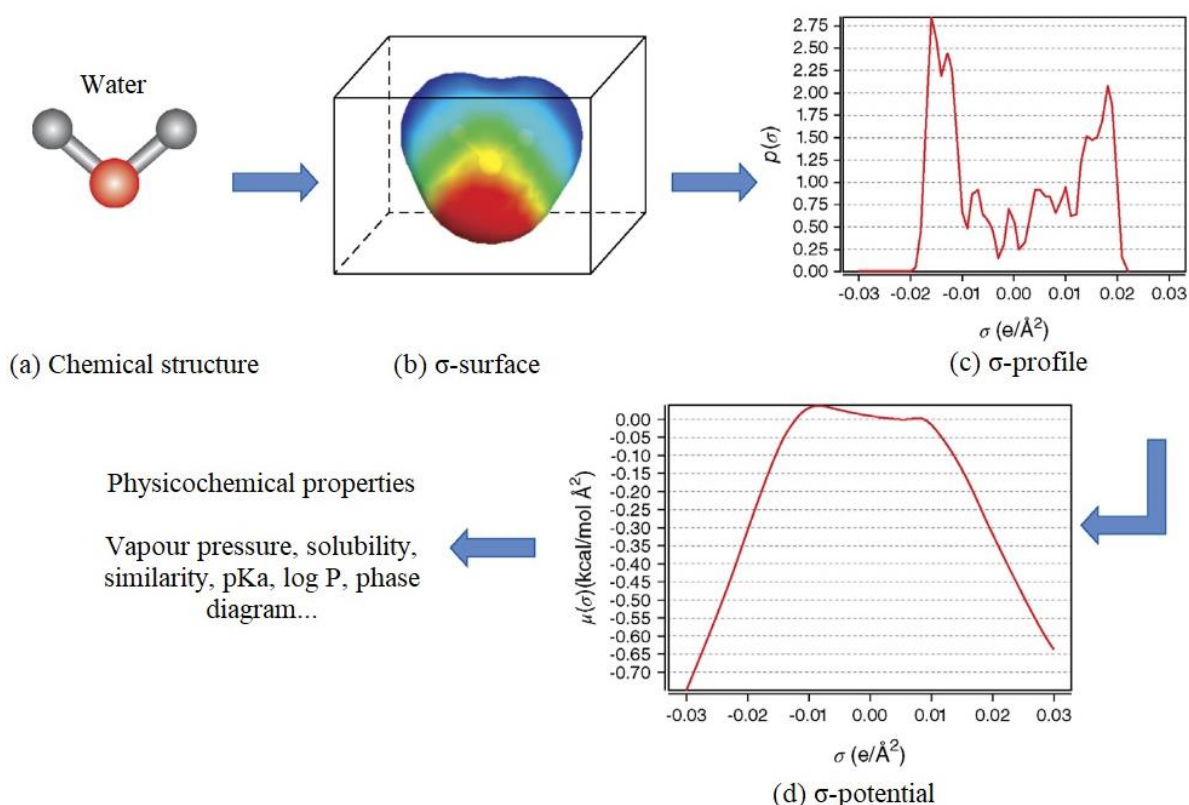 Water
(a) Chemical structure
(b) σ-surface
p(σ)
2.75
2.50
2.25
2.00
1.75
1.50
1.25
1.00
0.75
0.50
0.25
0.00
-0.03 -0.02 -0.01 0.00 0.01 0.02 0.03
σ (e/Å²)
(c) σ-profile
μ(σ)(kcal/mol Å²)
0.00
-0.05
-0.10
-0.15
-0.20
-0.25
-0.30
-0.35
-0.45
-0.50
-0.55
-0.60
-0.65
-0.70
-0.03 -0.02 -0.01 0.00 0.01 0.02 0.03
σ (e/Å²)
(d) σ-potential
Physicochemical properties
Vapour pressure, solubility,
similarity, pKa, log P, phase
diagram...